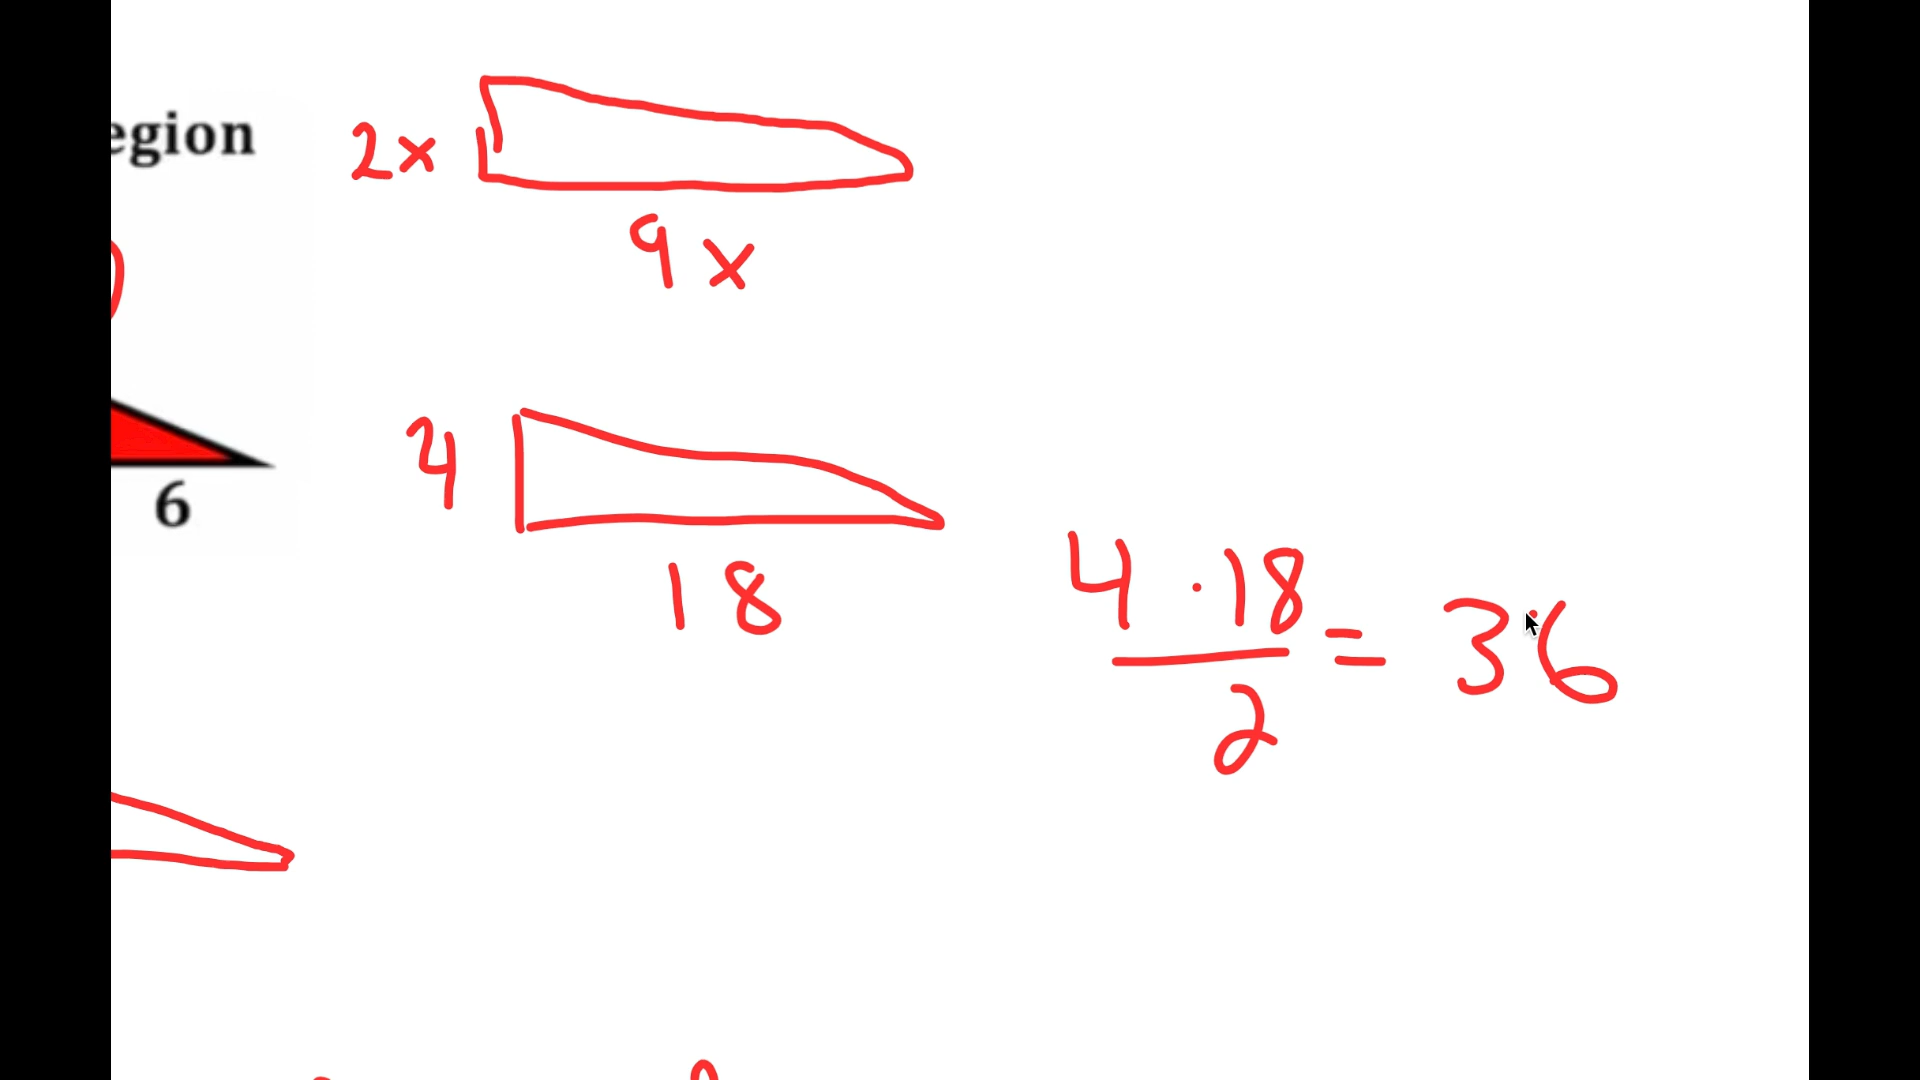 egion
2x
9x
4
6
18
4 · 18 / 2 = 36